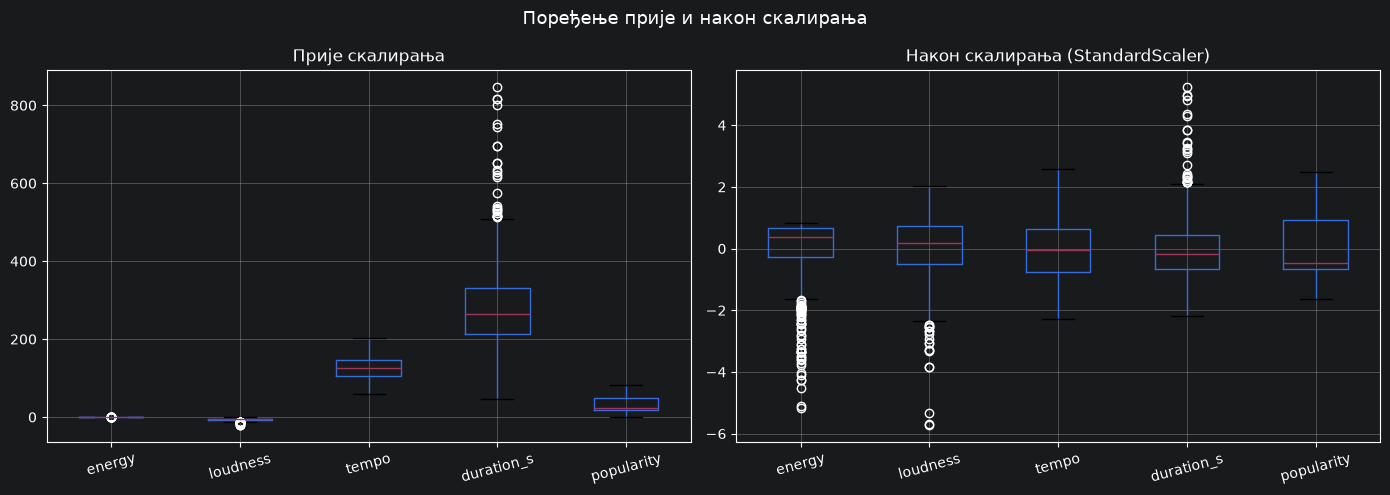 Поређење прије и након скалирања
Прије скалирања
800
600
400
200
0
energy
loudness
tempo
duration_s
popularity
Након скалирања (StandardScaler)
4
2
0
−2
−4
−6
energy
loudness
tempo
duration_s
popularity